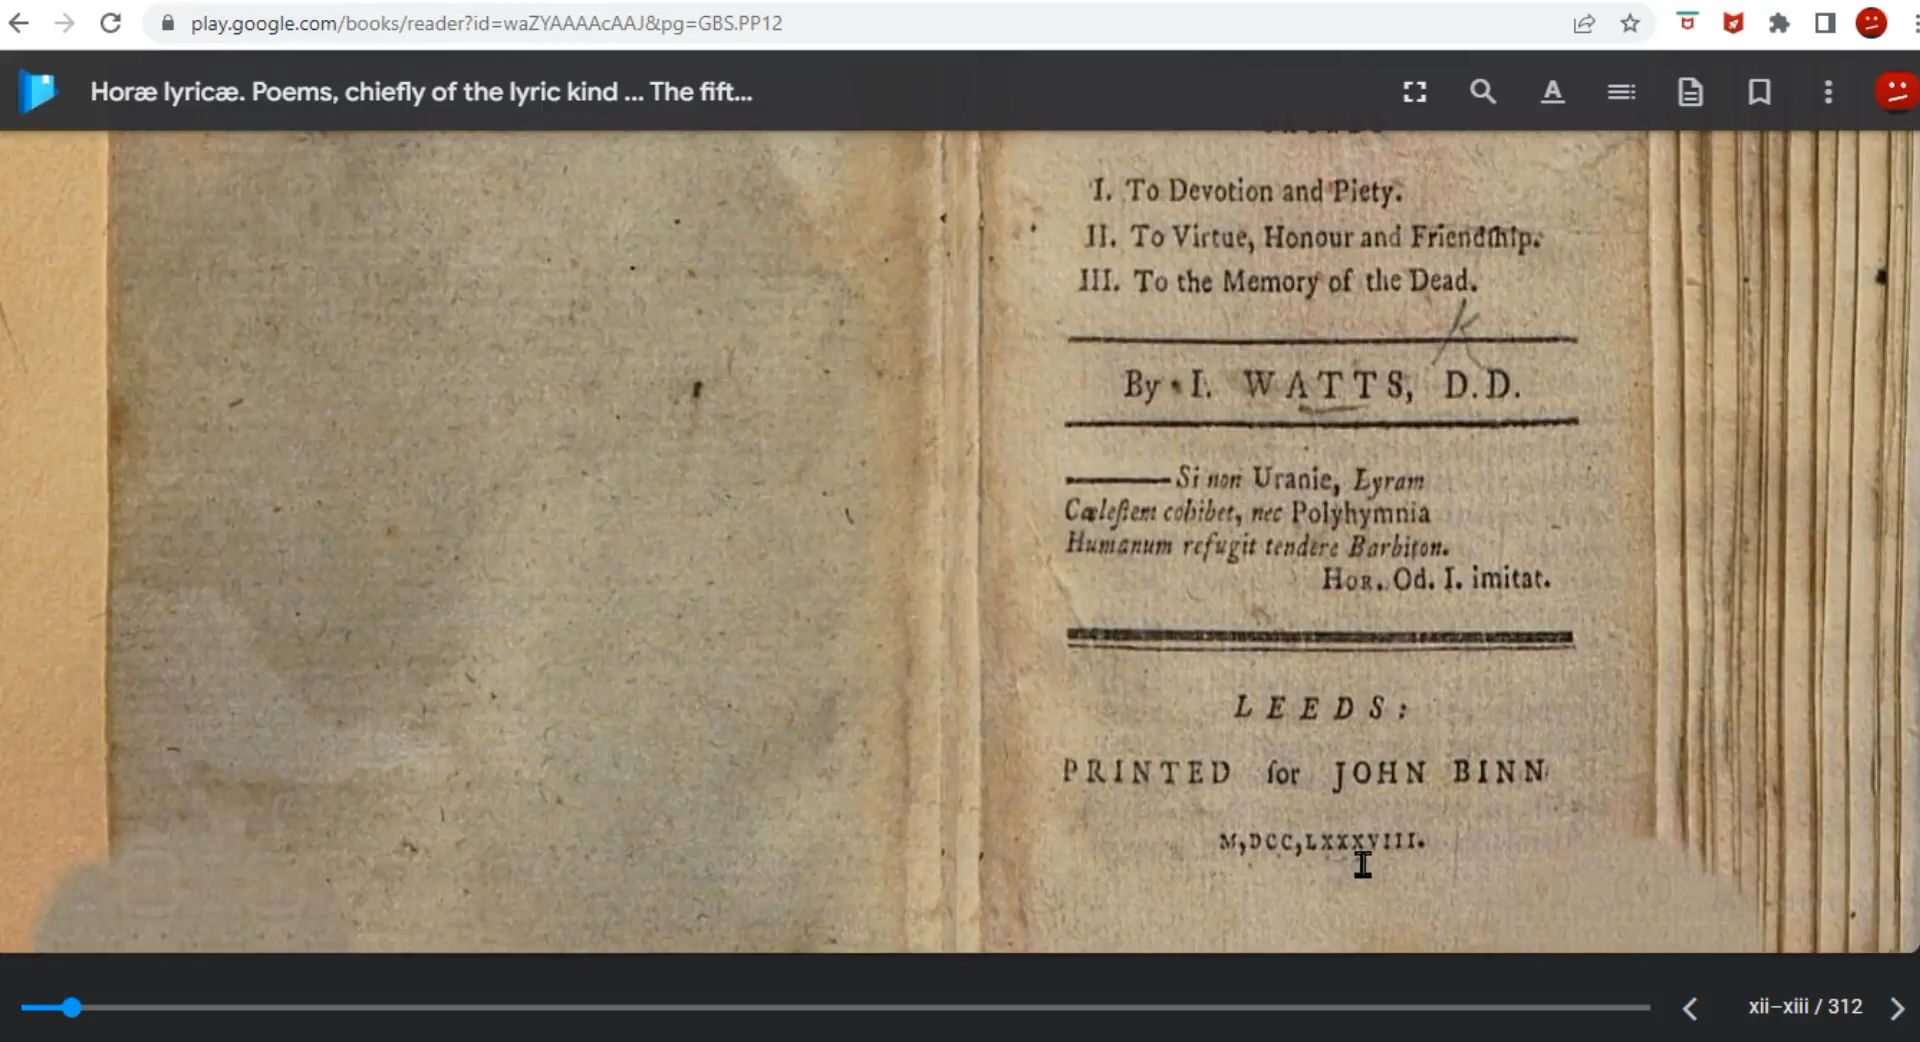 play.google.com/books/reader?id=waZYAAAAcAAJ&pg=GBS.PP12
Horæ lyricæ. Poems, chiefly of the lyric kind ... The fift...
I. To Devotion and Piety.
II. To Virtue, Honour and Friendſhip.
III. To the Memory of the Dead.
K
By I. WATTS, D.D.
Si non Uranie, Lyram
Cœleſtem cohibet, nec Polyhymnia
Humanum refugit tendere Barbiton.
HOR. Od. I. imitat.
LEEDS:
PRINTED for JOHN BINN
M,DCC,LXXXVIII.
xii–xiii / 312